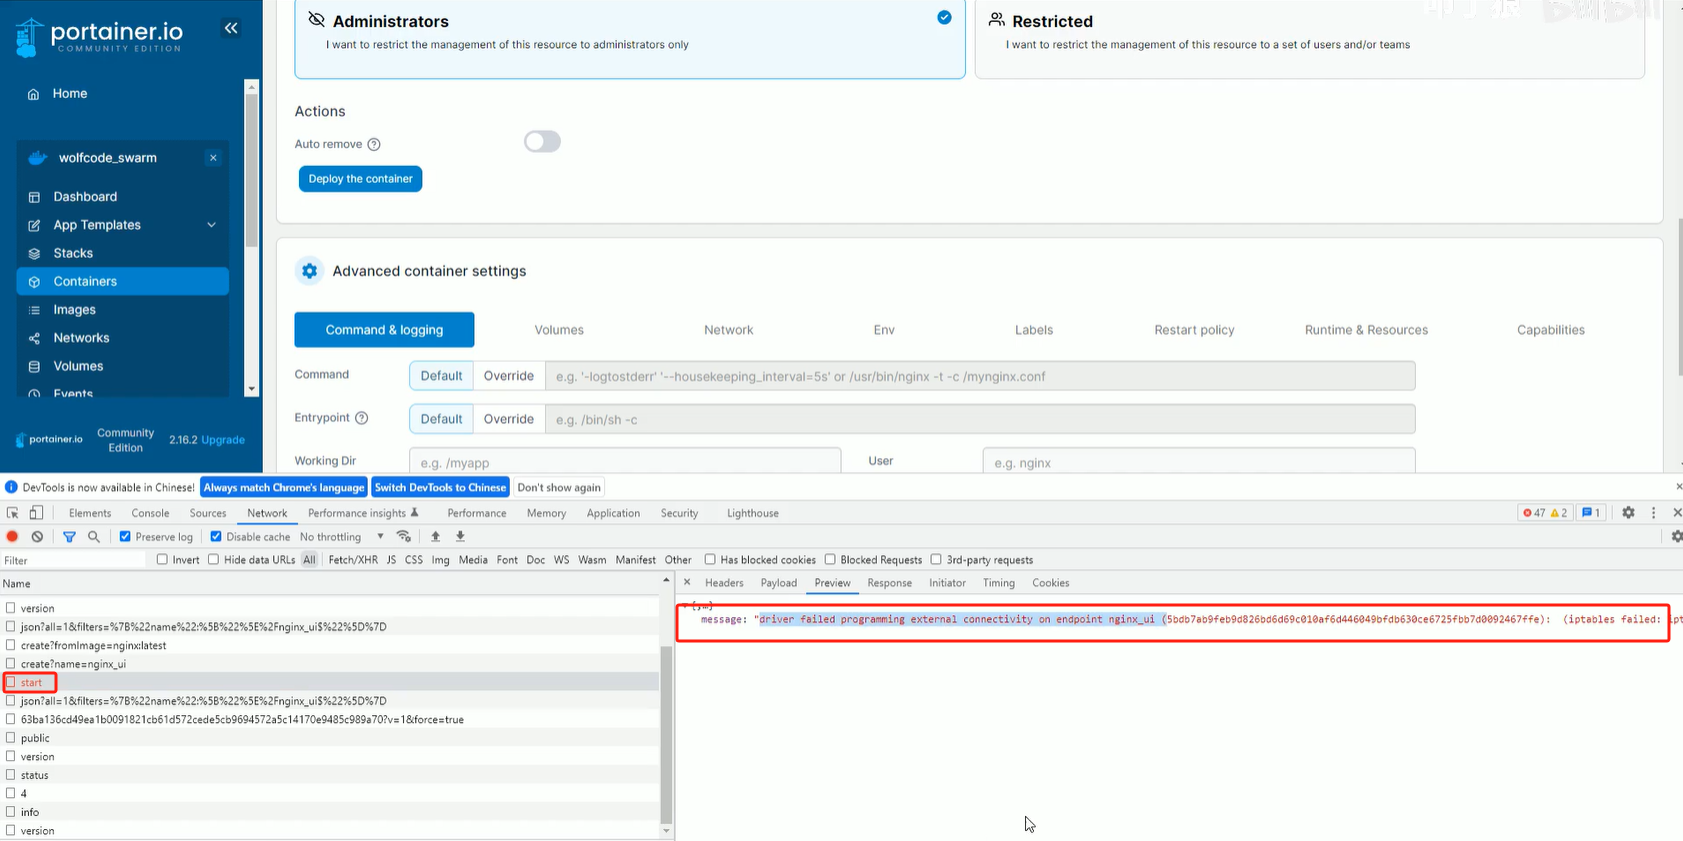 portainer.io
COMMUNITY EDITION
Home
wolfcode_swarm
Dashboard
App Templates
Stacks
Containers
Images
Networks
Volumes
Events
portainer.io
Community Edition
2.16.2 Upgrade
Administrators
I want to restrict the management of this resource to administrators only
Restricted
I want to restrict the management of this resource to a set of users and/or teams
Actions
Auto remove
Deploy the container
Advanced container settings
Command & logging Volumes Network Env Labels Restart policy Runtime & Resources Capabilities
Command Default Override e.g. '-logtostderr' '--housekeeping_interval=5s' or /usr/bin/nginx -t -c /mynginx.conf
Entrypoint Default Override e.g. /bin/sh -c
Working Dir e.g. /myapp User e.g. nginx
DevTools is now available in Chinese! Always match Chrome's language Switch DevTools to Chinese Don't show again
Elements Console Sources Network Performance insights Performance Memory Application Security Lighthouse 47 2 1
Preserve log Disable cache No throttling
Filter Invert Hide data URLs All Fetch/XHR JS CSS Img Media Font Doc WS Wasm Manifest Other Has blocked cookies Blocked Requests 3rd-party requests
Name
version
json?all=1&filters=%7B%22name%22:%5B%22%5E%2Fnginx_ui$%22%5D%7D
create?fromImage=nginx:latest
create?name=nginx_ui
start
json?all=1&filters=%7B%22name%22:%5B%22%5E%2Fnginx_ui$%22%5D%7D
63ba136cd49ea1b0091821cb61d572cede5cb9694572a5c14170e9485c989a70?v=1&force=true
public
version
status
4
info
version
Headers Payload Preview Response Initiator Timing Cookies
{,…}
message: "driver failed programming external connectivity on endpoint nginx_ui (5bdb7ab9feb9d826bd6d69c010af6d446049bfdb630ce6725fbb7d0092467ffe): (iptables failed: ipt